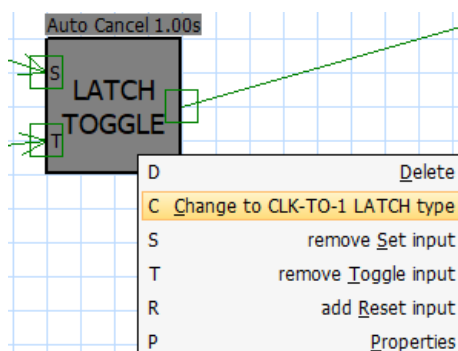 Auto Cancel 1.00s
S
LATCH
TOGGLE
T
D Delete
C Change to CLK-TO-1 LATCH type
S remove Set input
T remove Toggle input
R add Reset input
P Properties